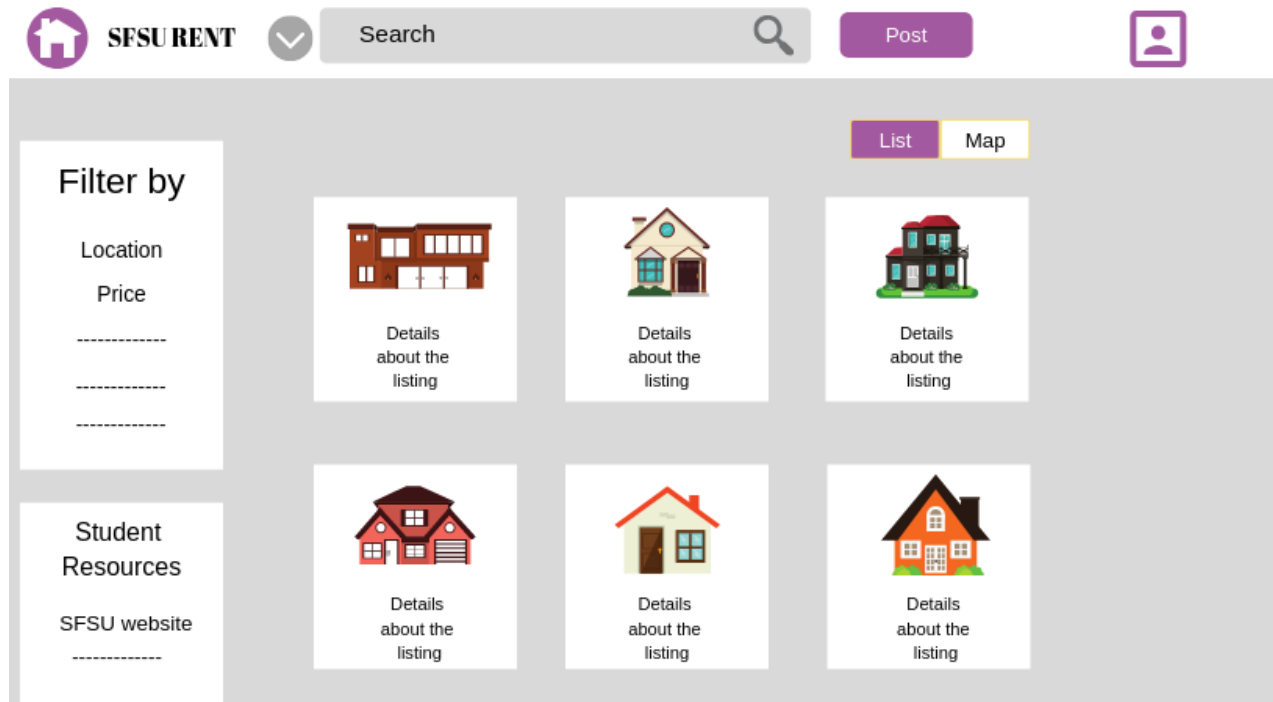 SFSU RENT
Search
Post
List
Map
Filter by
Location
Price
-------------
-------------
-------------
Student
Resources
SFSU website
-------------
Details
about the
listing
Details
about the
listing
Details
about the
listing
Details
about the
listing
Details
about the
listing
Details
about the
listing